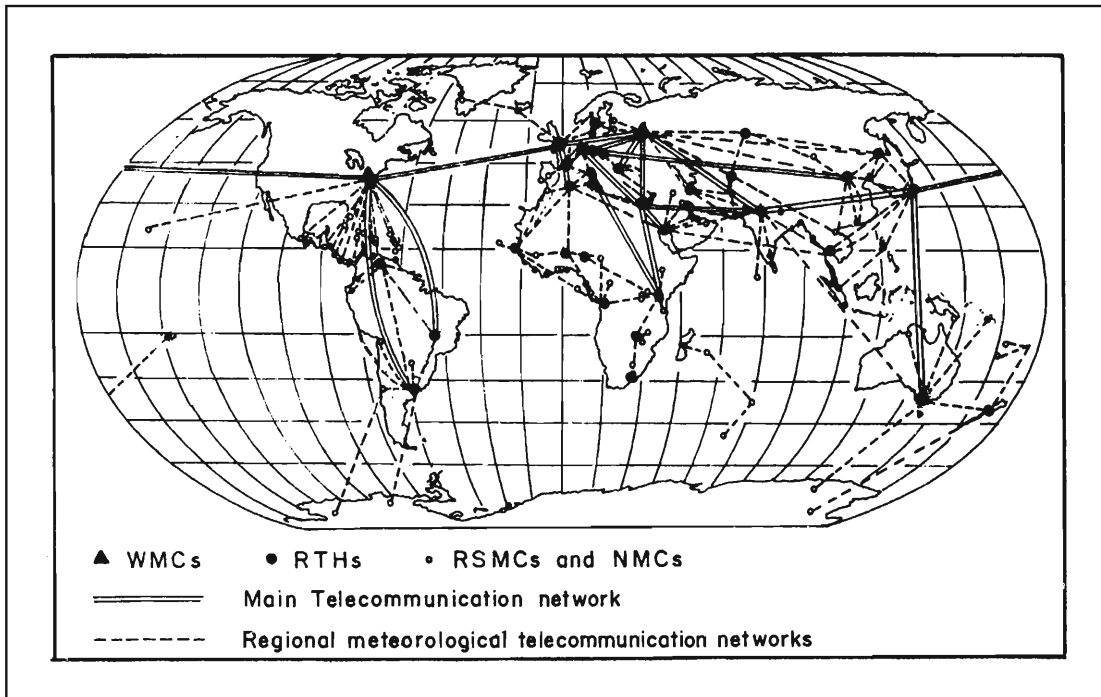 WMCs RTHs RSMCs and NMCs
Main Telecommunication network
Regional meteorological telecommunication networks